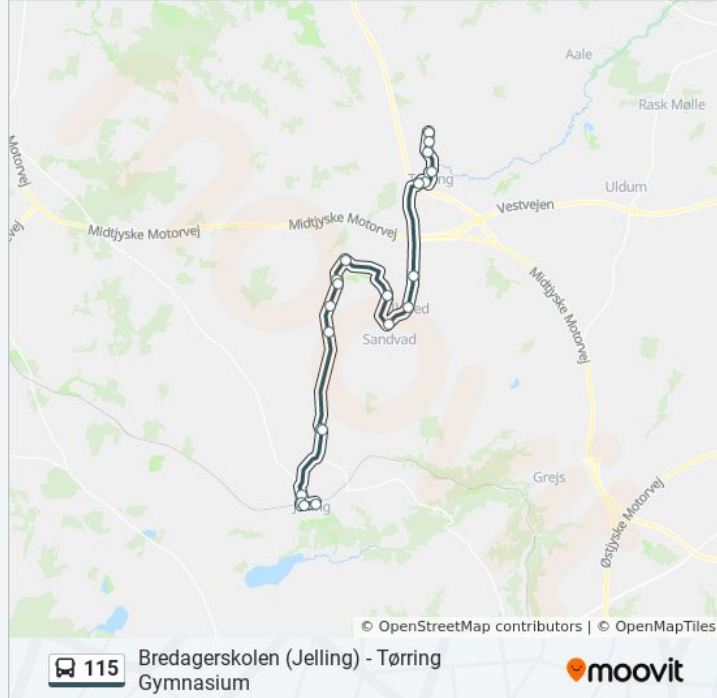 Aale
Rask Mølle
Motorvej
Uldum
Vestvejen
Midtjyske Motorvej
Midtjyske Motorvej
Midtjyske Motorvej
Sandvad
Grejs
Østjyske Motorvej
© OpenStreetMap contributors | © OpenMapTiles
115
Bredagerskolen (Jelling) - Tørring
Gymnasium
moovit